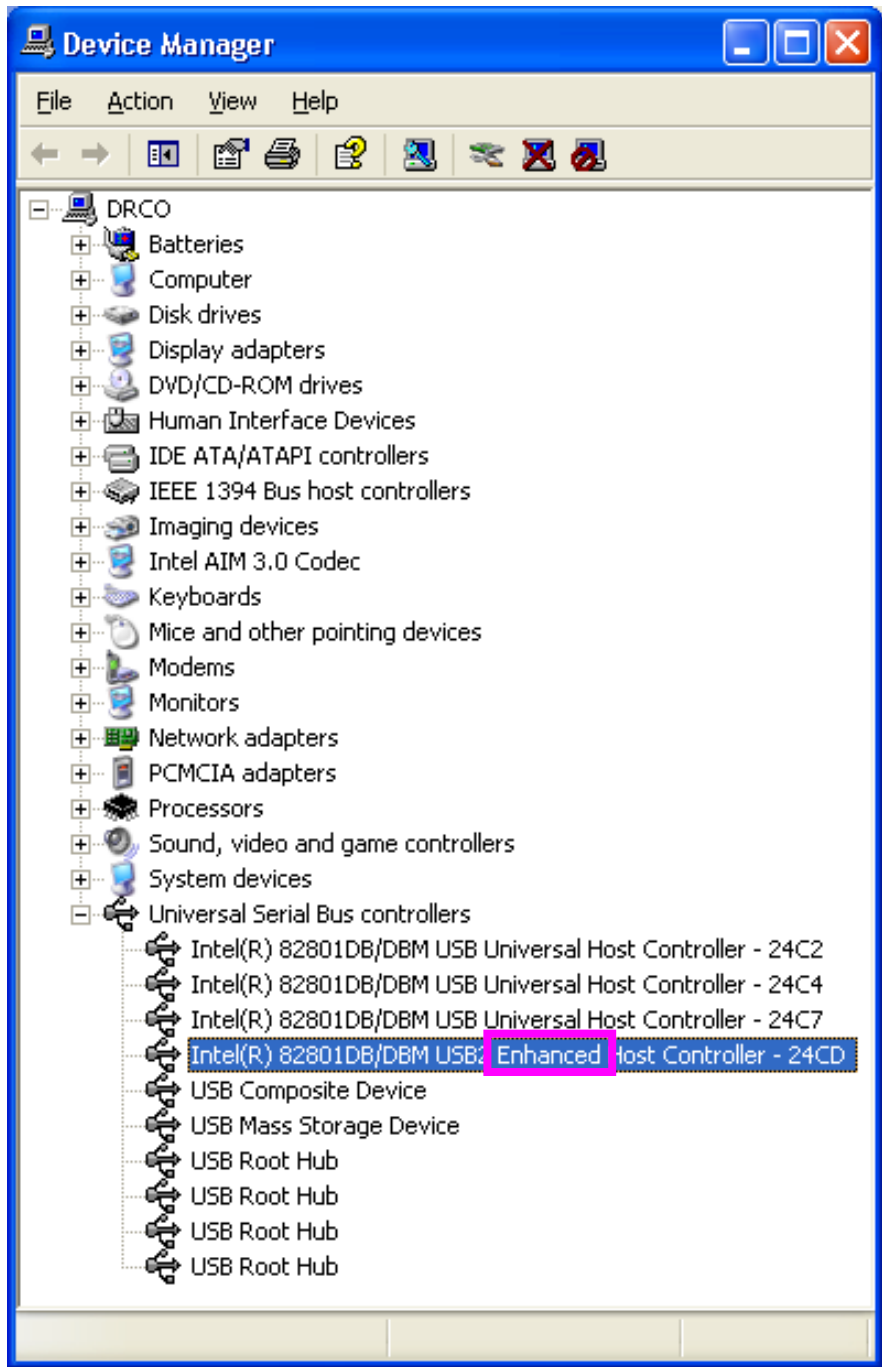 Device Manager
File Action View Help
DRCO
Batteries
Computer
Disk drives
Display adapters
DVD/CD-ROM drives
Human Interface Devices
IDE ATA/ATAPI controllers
IEEE 1394 Bus host controllers
Imaging devices
Intel AIM 3.0 Codec
Keyboards
Mice and other pointing devices
Modems
Monitors
Network adapters
PCMCIA adapters
Processors
Sound, video and game controllers
System devices
Universal Serial Bus controllers
Intel(R) 82801DB/DBM USB Universal Host Controller - 24C2
Intel(R) 82801DB/DBM USB Universal Host Controller - 24C4
Intel(R) 82801DB/DBM USB Universal Host Controller - 24C7
Intel(R) 82801DB/DBM USB2 Enhanced Host Controller - 24CD
USB Composite Device
USB Mass Storage Device
USB Root Hub
USB Root Hub
USB Root Hub
USB Root Hub